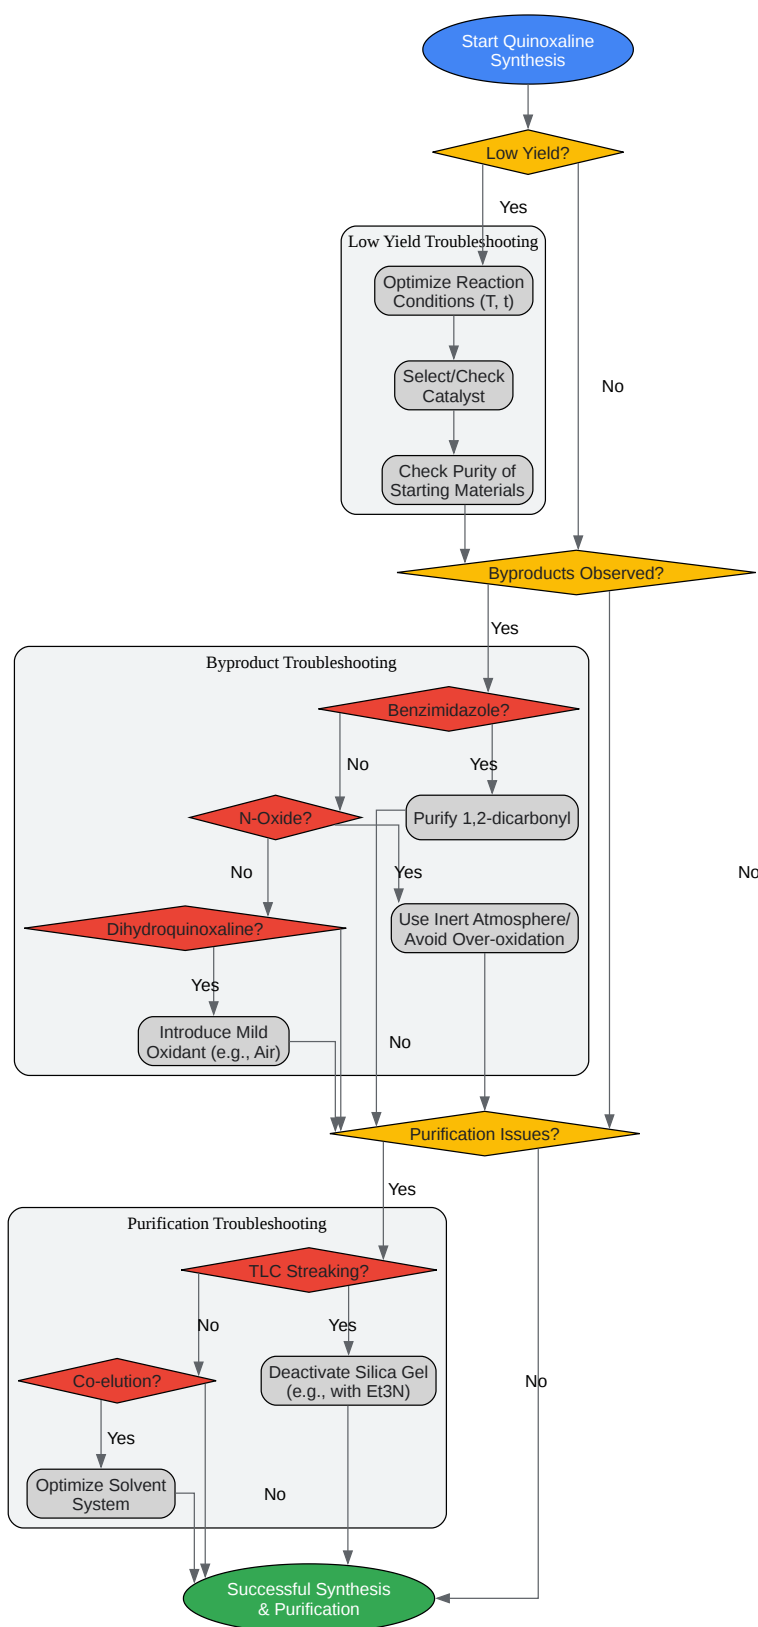 Start Quinoxaline
Synthesis
Low Yield?
Yes
Low Yield Troubleshooting
Optimize Reaction
Conditions (T, t)
No
Select/Check
Catalyst
Check Purity of
Starting Materials
Byproducts Observed?
Yes
Byproduct Troubleshooting
Benzimidazole?
No
Yes
N-Oxide?
Purify 1,2-dicarbonyl
No
Yes
No
Dihydroquinoxaline?
Use Inert Atmosphere/
Avoid Over-oxidation
Yes
Introduce Mild
Oxidant (e.g., Air)
No
Purification Issues?
Yes
Purification Troubleshooting
TLC Streaking?
No
Yes
Co-elution?
Deactivate Silica Gel
(e.g., with Et3N)
No
Yes
Optimize Solvent
System
No
Successful Synthesis
& Purification